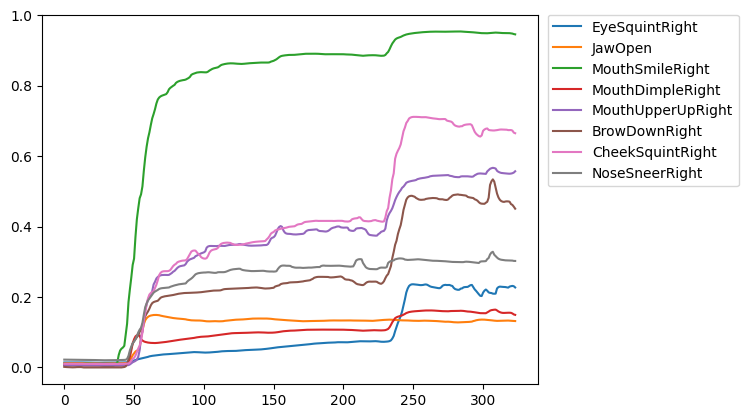 1.0
0.8
0.6
0.4
0.2
0.0
0
50
100
150
200
250
300
EyeSquintRight
JawOpen
MouthSmileRight
MouthDimpleRight
MouthUpperUpRight
BrowDownRight
CheekSquintRight
NoseSneerRight